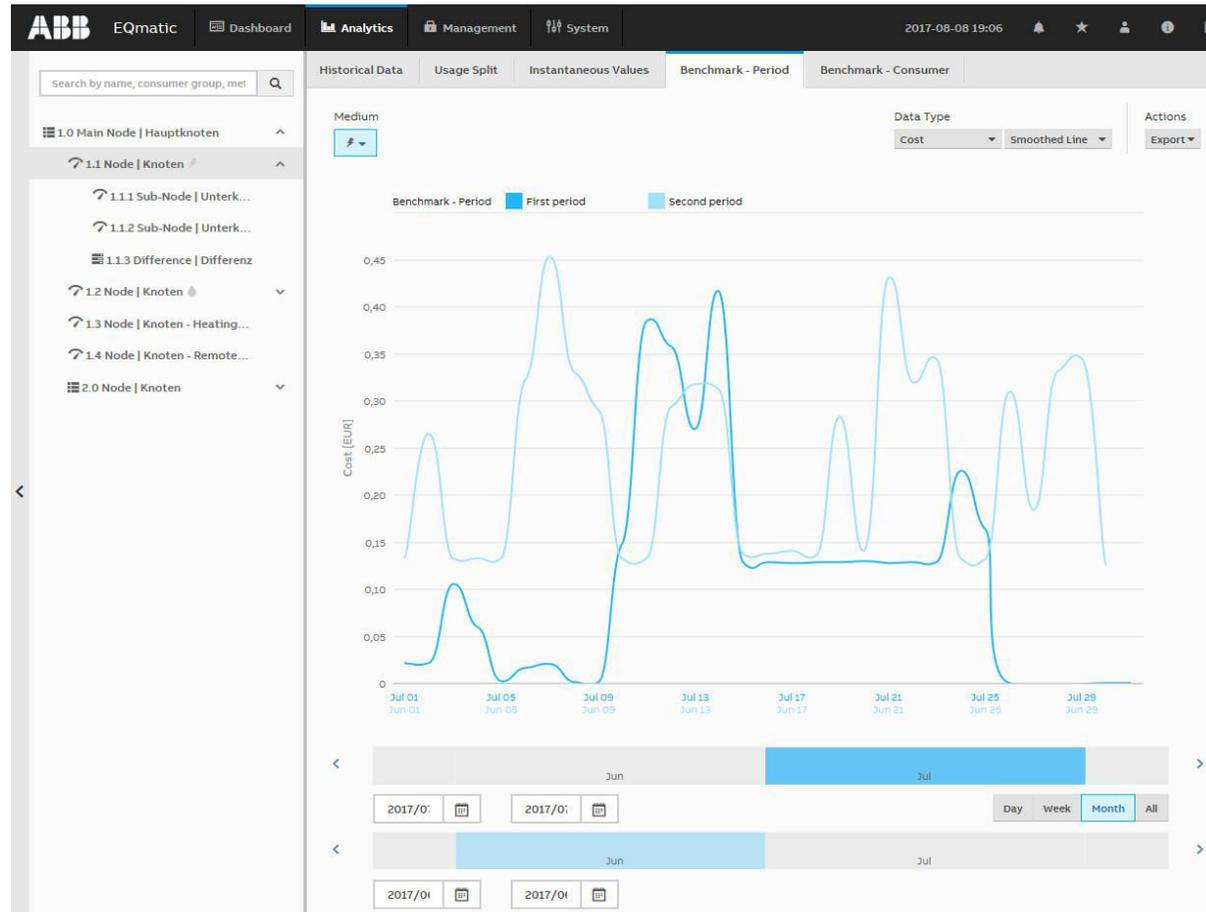 ABB EQmatic Dashboard Analytics Management System 2017-08-08 19:06
Search by name, consumer group, met
Historical Data Usage Split Instantaneous Values Benchmark - Period Benchmark - Consumer
1.0 Main Node | Hauptknoten
1.1 Node | Knoten
1.1.1 Sub-Node | Unterk...
1.1.2 Sub-Node | Unterk...
1.1.3 Difference | Differenz
1.2 Node | Knoten
1.3 Node | Knoten - Heating...
1.4 Node | Knoten - Remote...
2.0 Node | Knoten
Medium
Data Type
Actions
Cost
Smoothed Line
Export
Benchmark - Period First period Second period
Cost [EUR]
0,45
0,40
0,35
0,30
0,25
0,20
0,15
0,10
0,05
0
Jul 01 Jul 05 Jul 09 Jul 13 Jul 17 Jul 21 Jul 25 Jul 29
Jun 01 Jun 05 Jun 09 Jun 13 Jun 17 Jun 21 Jun 25 Jun 29
Jun Jul
2017/07 2017/07
Day Week Month All
Jun Jul
2017/06 2017/06